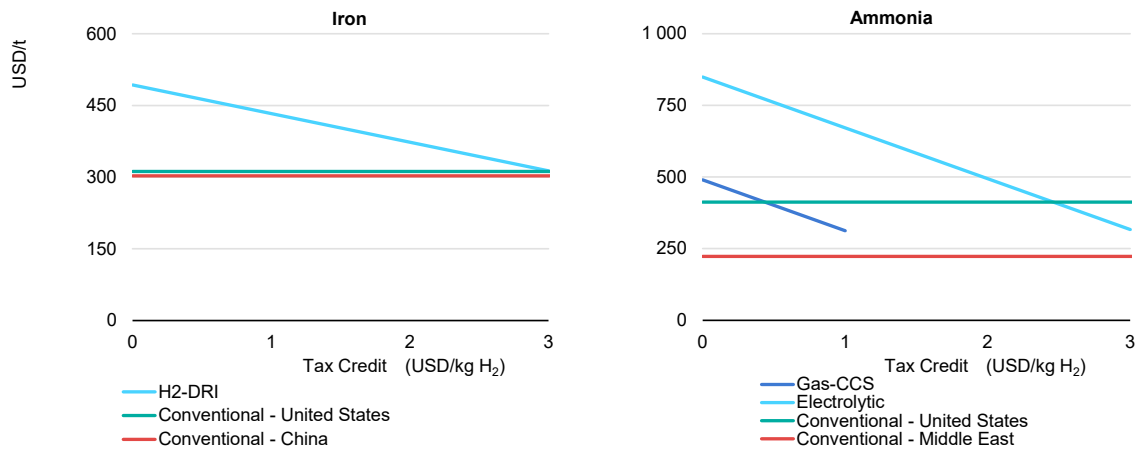 Iron
USD/t
600
450
300
150
0
0 1 2 3
Tax Credit (USD/kg H₂)
H2-DRI
Conventional - United States
Conventional - China
Ammonia
1 000
750
500
250
0
0 1 2 3
Tax Credit (USD/kg H₂)
Gas-CCS
Electrolytic
Conventional - United States
Conventional - Middle East